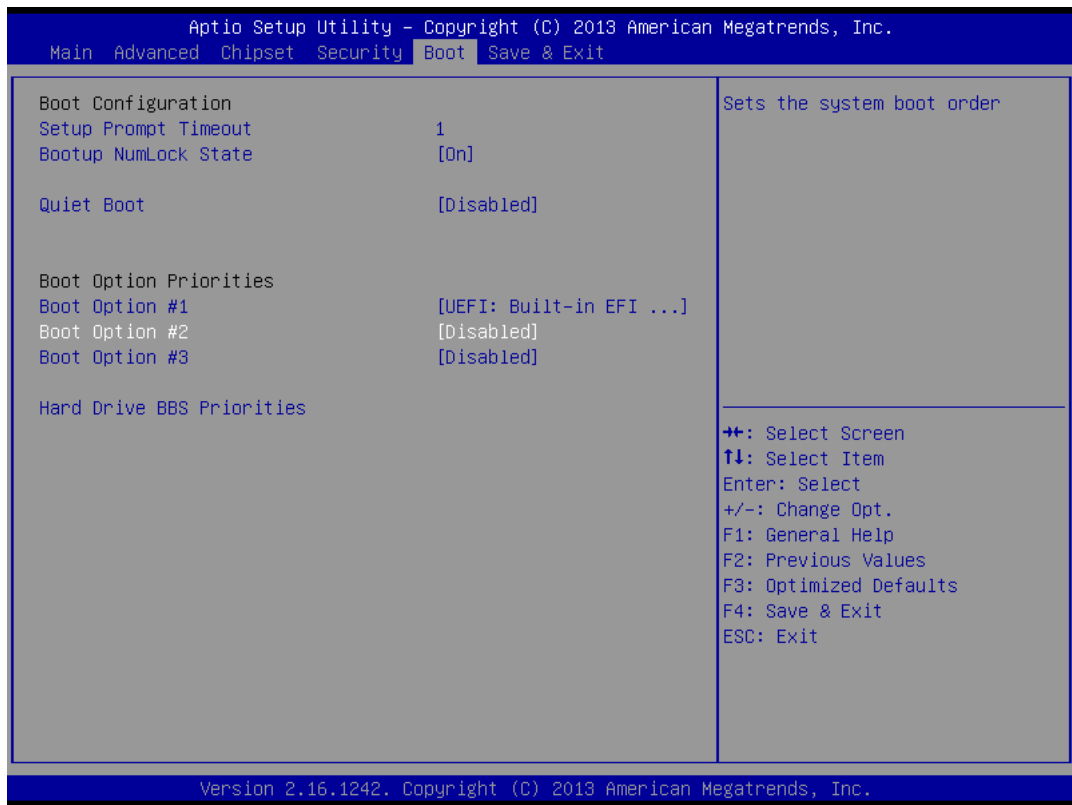 Aptio Setup Utility – Copyright (C) 2013 American Megatrends, Inc.
Main Advanced Chipset Security Boot Save & Exit
Boot Configuration
Setup Prompt Timeout 1
Bootup NumLock State [On]
Quiet Boot [Disabled]
Boot Option Priorities
Boot Option #1 [UEFI: Built-in EFI ...]
Boot Option #2 [Disabled]
Boot Option #3 [Disabled]
Hard Drive BBS Priorities
Sets the system boot order
→←: Select Screen
↑↓: Select Item
Enter: Select
+/-: Change Opt.
F1: General Help
F2: Previous Values
F3: Optimized Defaults
F4: Save & Exit
ESC: Exit
Version 2.16.1242. Copyright (C) 2013 American Megatrends, Inc.